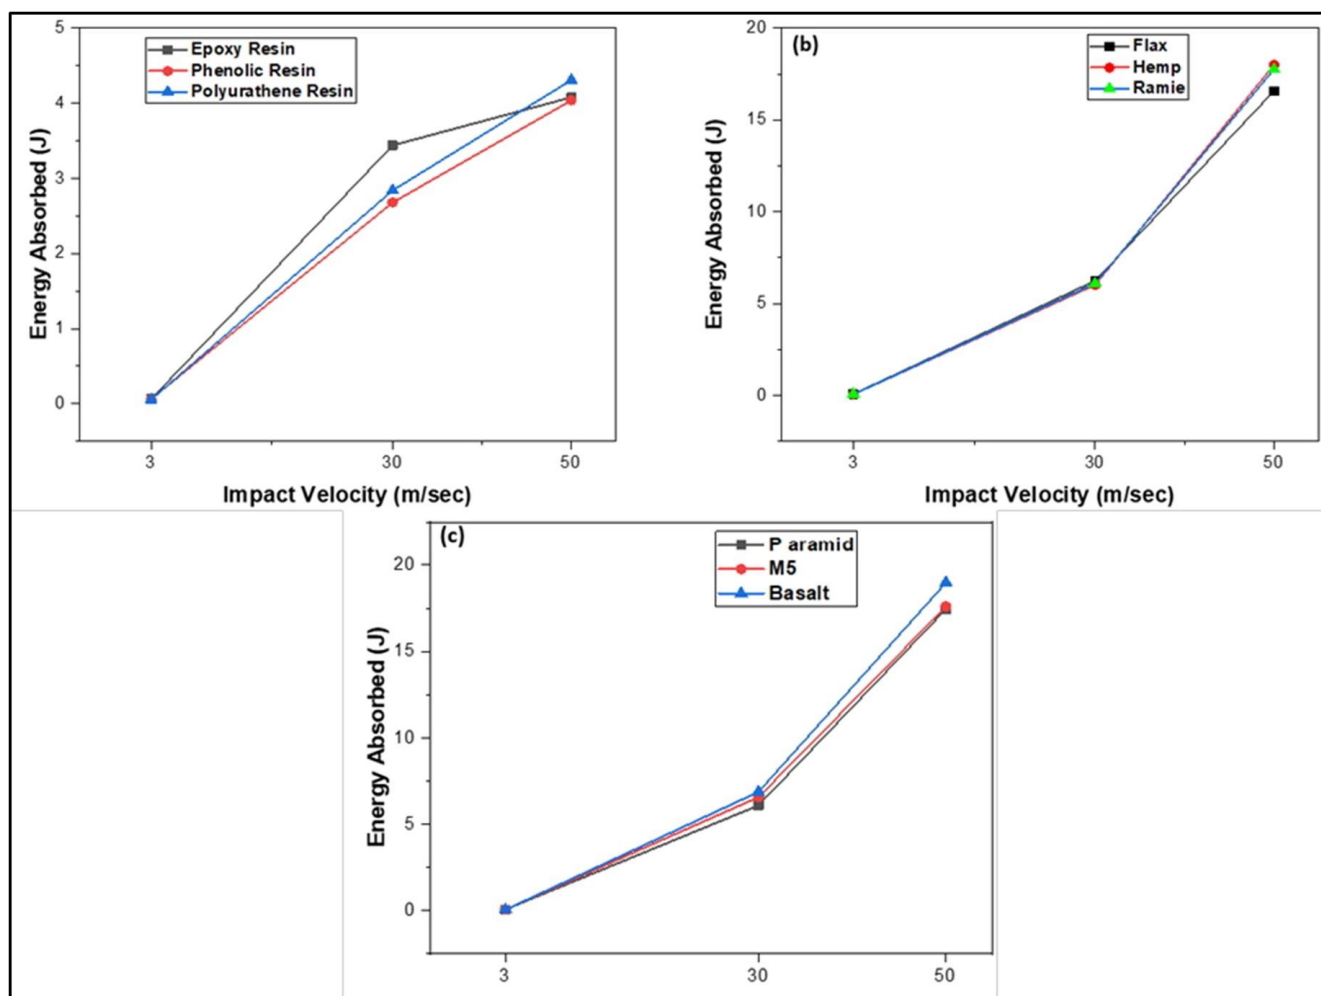 Epoxy Resin
Phenolic Resin
Polyurathene Resin
Energy Absorbed (J)
5
4
3
2
1
0
3 30 50
Impact Velocity (m/sec)
(b)
Flax
Hemp
Ramie
Energy Absorbed (J)
20
15
10
5
0
3 30 50
Impact Velocity (m/sec)
(c)
P aramid
M5
Basalt
Energy Absorbed (J)
20
15
10
5
0
3 30 50